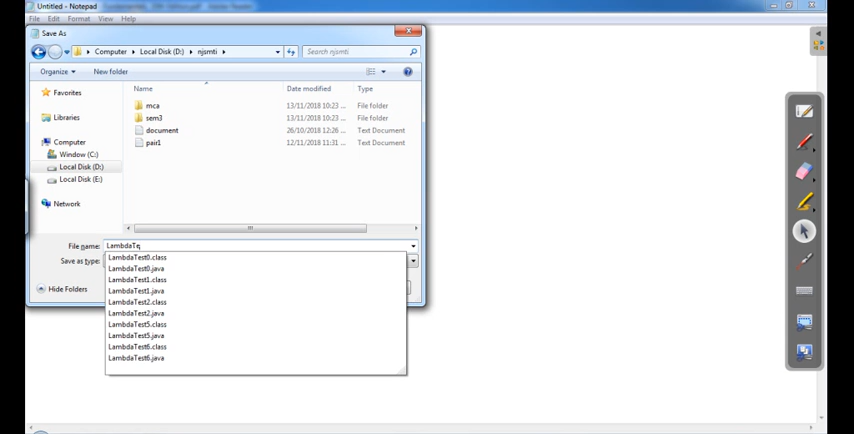 Untitled - Notepad
File Edit Format View Help
Save As
Computer Local Disk (D:) njsmti Search njsmti
Organize New folder
Favorites
Libraries
Computer
Window (C:)
Local Disk (D:)
Local Disk (E:)
Network
Name Date modified Type
mca 13/11/2018 10:23 ... File folder
sem3 13/11/2018 10:23 ... File folder
document 26/10/2018 12:26 ... Text Document
pair1 12/11/2018 11:31 ... Text Document
File name: LambdaTe
Save as type:
LambdaTest0.class
LambdaTest0.java
LambdaTest1.class
LambdaTest1.java
LambdaTest2.class
LambdaTest2.java
LambdaTest5.class
LambdaTest5.java
LambdaTest6.class
LambdaTest6.java
Hide Folders